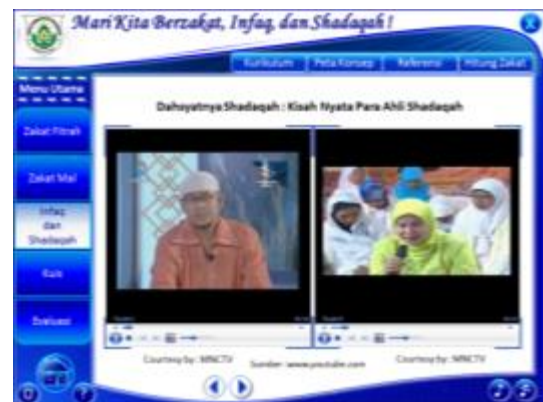 Mari Kita Berzakat, Infaq, dan Shadaqah !
Kurikulum
Peta Konsep
Referensi
Hitung Zakat
Menu Utama
Dahsyatnya Shadaqah : Kisah Nyata Para Ahli Shadaqah
Zakat Fitrah
Zakat Mal
Infaq
dan
Shadaqah
Kuis
Evaluasi
Courtesy by : MNCTV
Sumber : www.youtube.com
Courtesy by : MNCTV